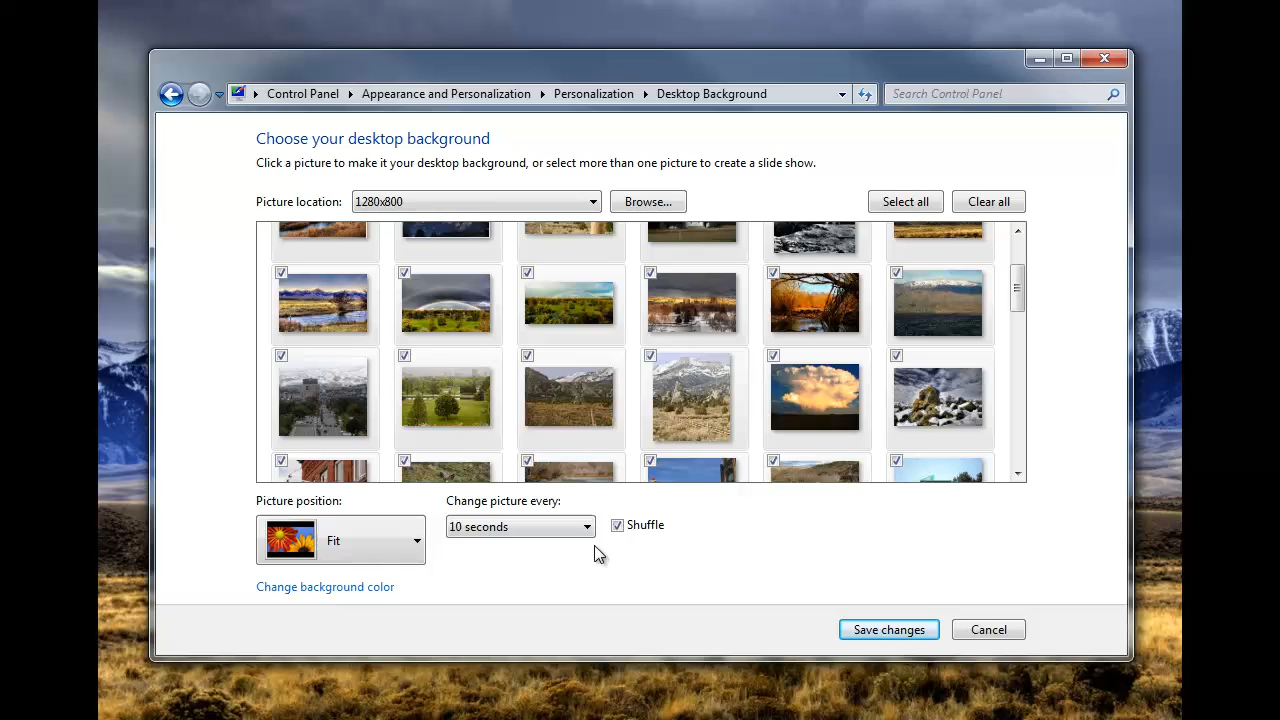 Control Panel Appearance and Personalization Personalization Desktop Background Search Control Panel
Choose your desktop background
Click a picture to make it your desktop background, or select more than one picture to create a slide show.
Picture location: 1280x800 Browse... Select all Clear all
Picture position: Change picture every:
Fit 10 seconds Shuffle
Change background color
Save changes Cancel